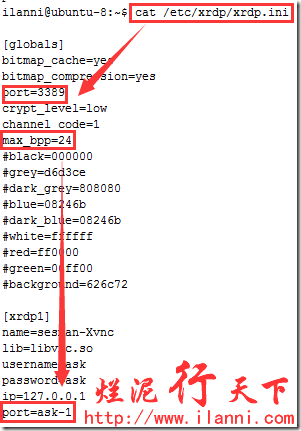 ilanni@ubuntu-8:~$ cat /etc/xrdp/xrdp.ini
[globals]
bitmap_cache=yes
bitmap_compression=yes
port=3389
crypt_level=low
channel_code=1
max_bpp=24
#black=000000
#grey=d6d3ce
#dark_grey=808080
#blue=08246b
#dark_blue=08246b
#white=ffffff
#red=ff0000
#green=00ff00
#background=626c72
[xrdp1]
name=sesman-Xvnc
lib=libvnc.so
username=ask
password=ask
ip=127.0.0.1
port=ask-1
烂泥行天下
http://www.ilanni.com